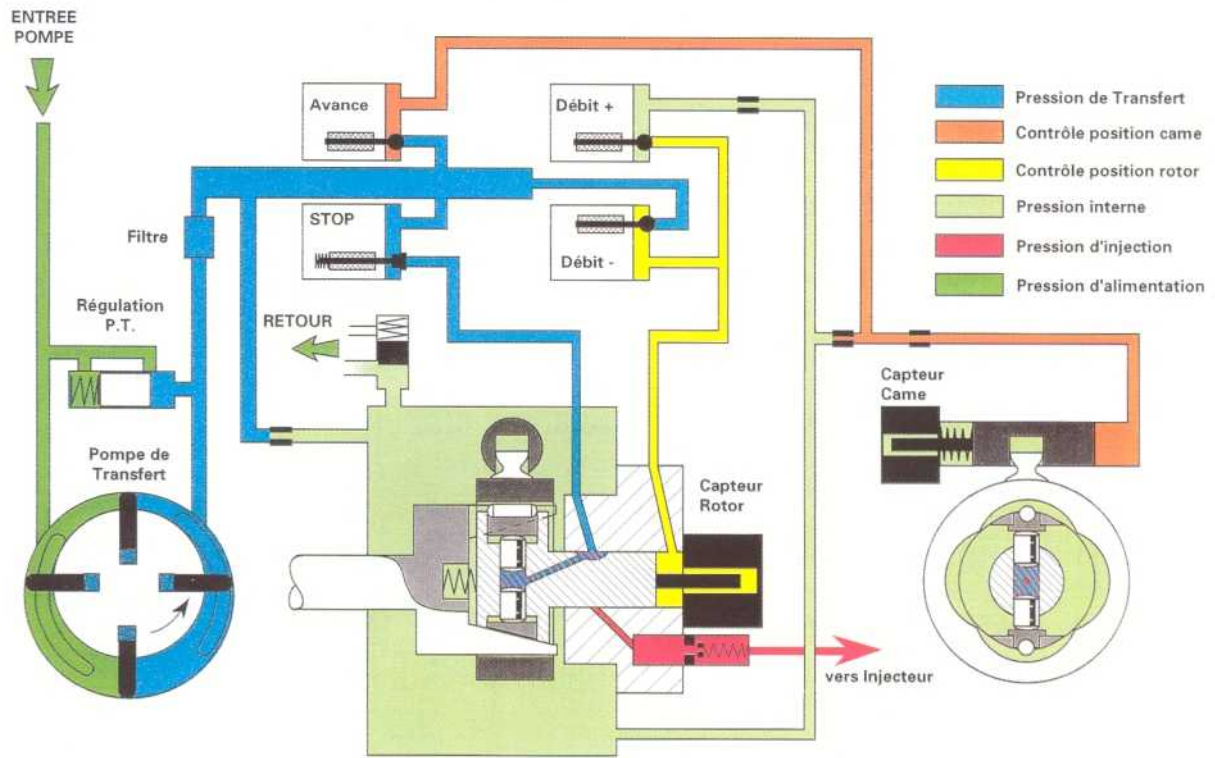 ENTREE
POMPE
Avance
Débit +
Pression de Transfert
Contrôle position came
Contrôle position rotor
Pression interne
Pression d'injection
Pression d'alimentation
STOP
Débit -
Filtre
Régulation
P.T.
RETOUR
Capteur
Came
Pompe de
Transfert
Capteur
Rotor
vers Injecteur